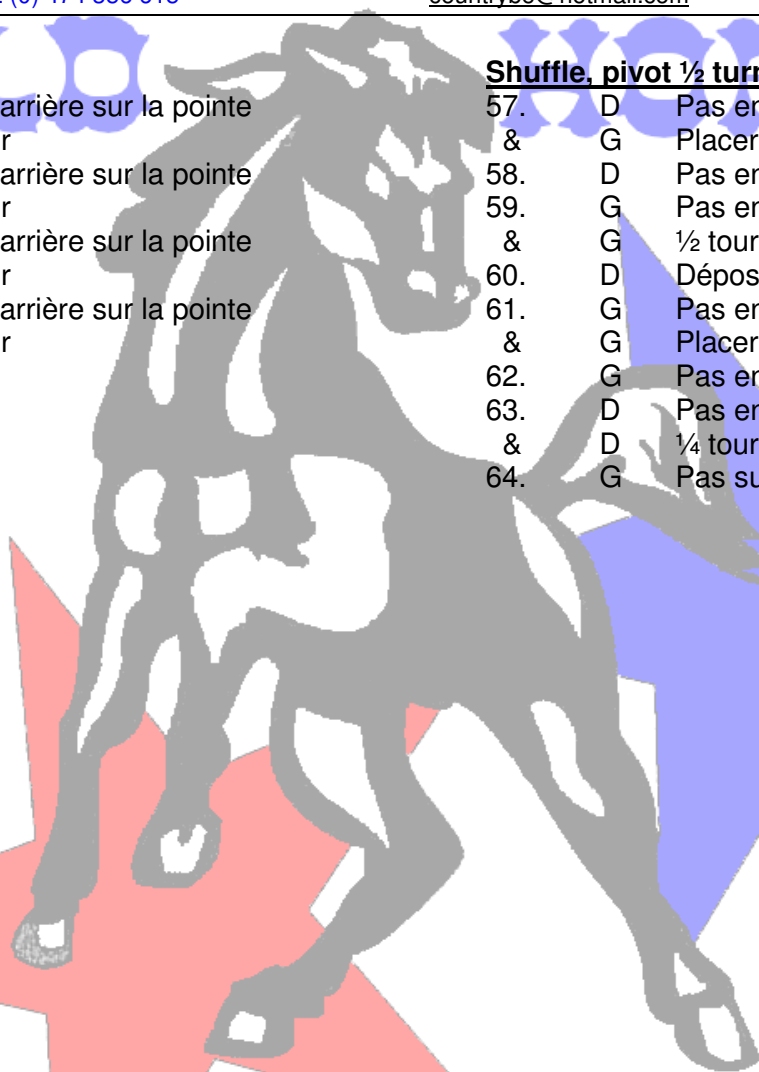 arrière sur la pointe
r
arrière sur la pointe
r
arrière sur la pointe
r
arrière sur la pointe
r
Shuffle, pivot ½ turn
57. D Pas en
& G Placer
58. D Pas en
59. G Pas en
& G ½ tour
60. D Dépos
61. G Pas en
& G Placer
62. G Pas en
63. D Pas en
& D ¼ tour
64. G Pas su